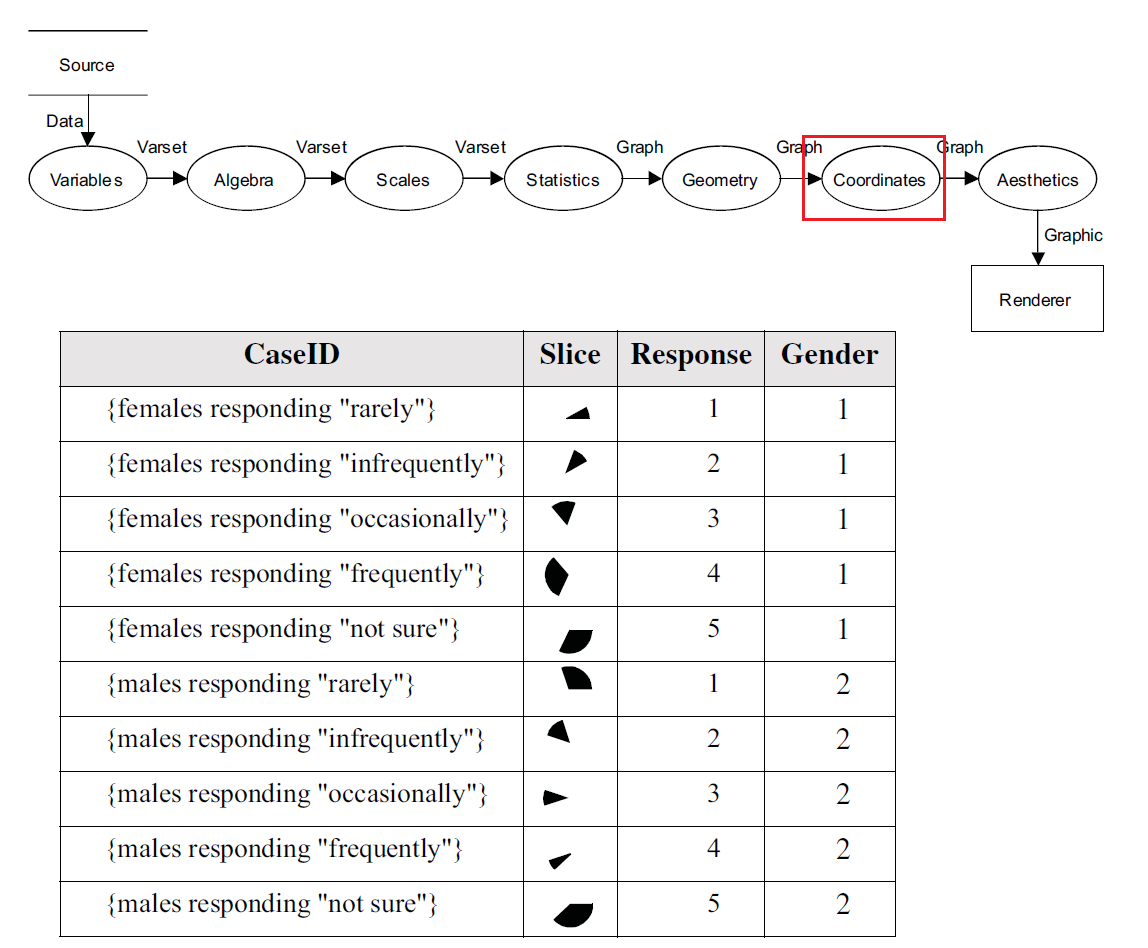 Source
Data
Varset Varset Varset Graph Graph Graph
Variables Algebra Scales Statistics Geometry Coordinates Aesthetics
Graphic
Renderer
CaseID Slice Response Gender
{females responding "rarely"} 1 1
{females responding "infrequently"} 2 1
{females responding "occasionally"} 3 1
{females responding "frequently"} 4 1
{females responding "not sure"} 5 1
{males responding "rarely"} 1 2
{males responding "infrequently"} 2 2
{males responding "occasionally"} 3 2
{males responding "frequently"} 4 2
{males responding "not sure"} 5 2